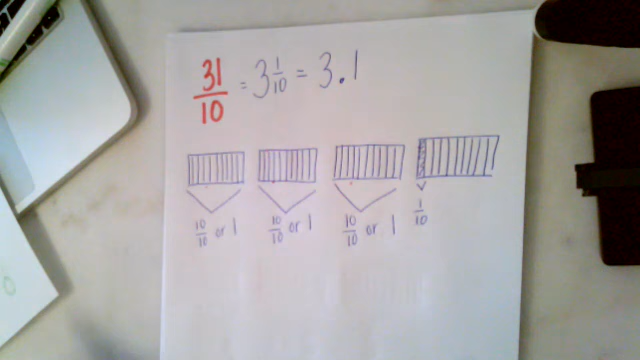 31/10 = 3 1/10 = 3.1
10/10 or 1 10/10 or 1 10/10 or 1 1/10